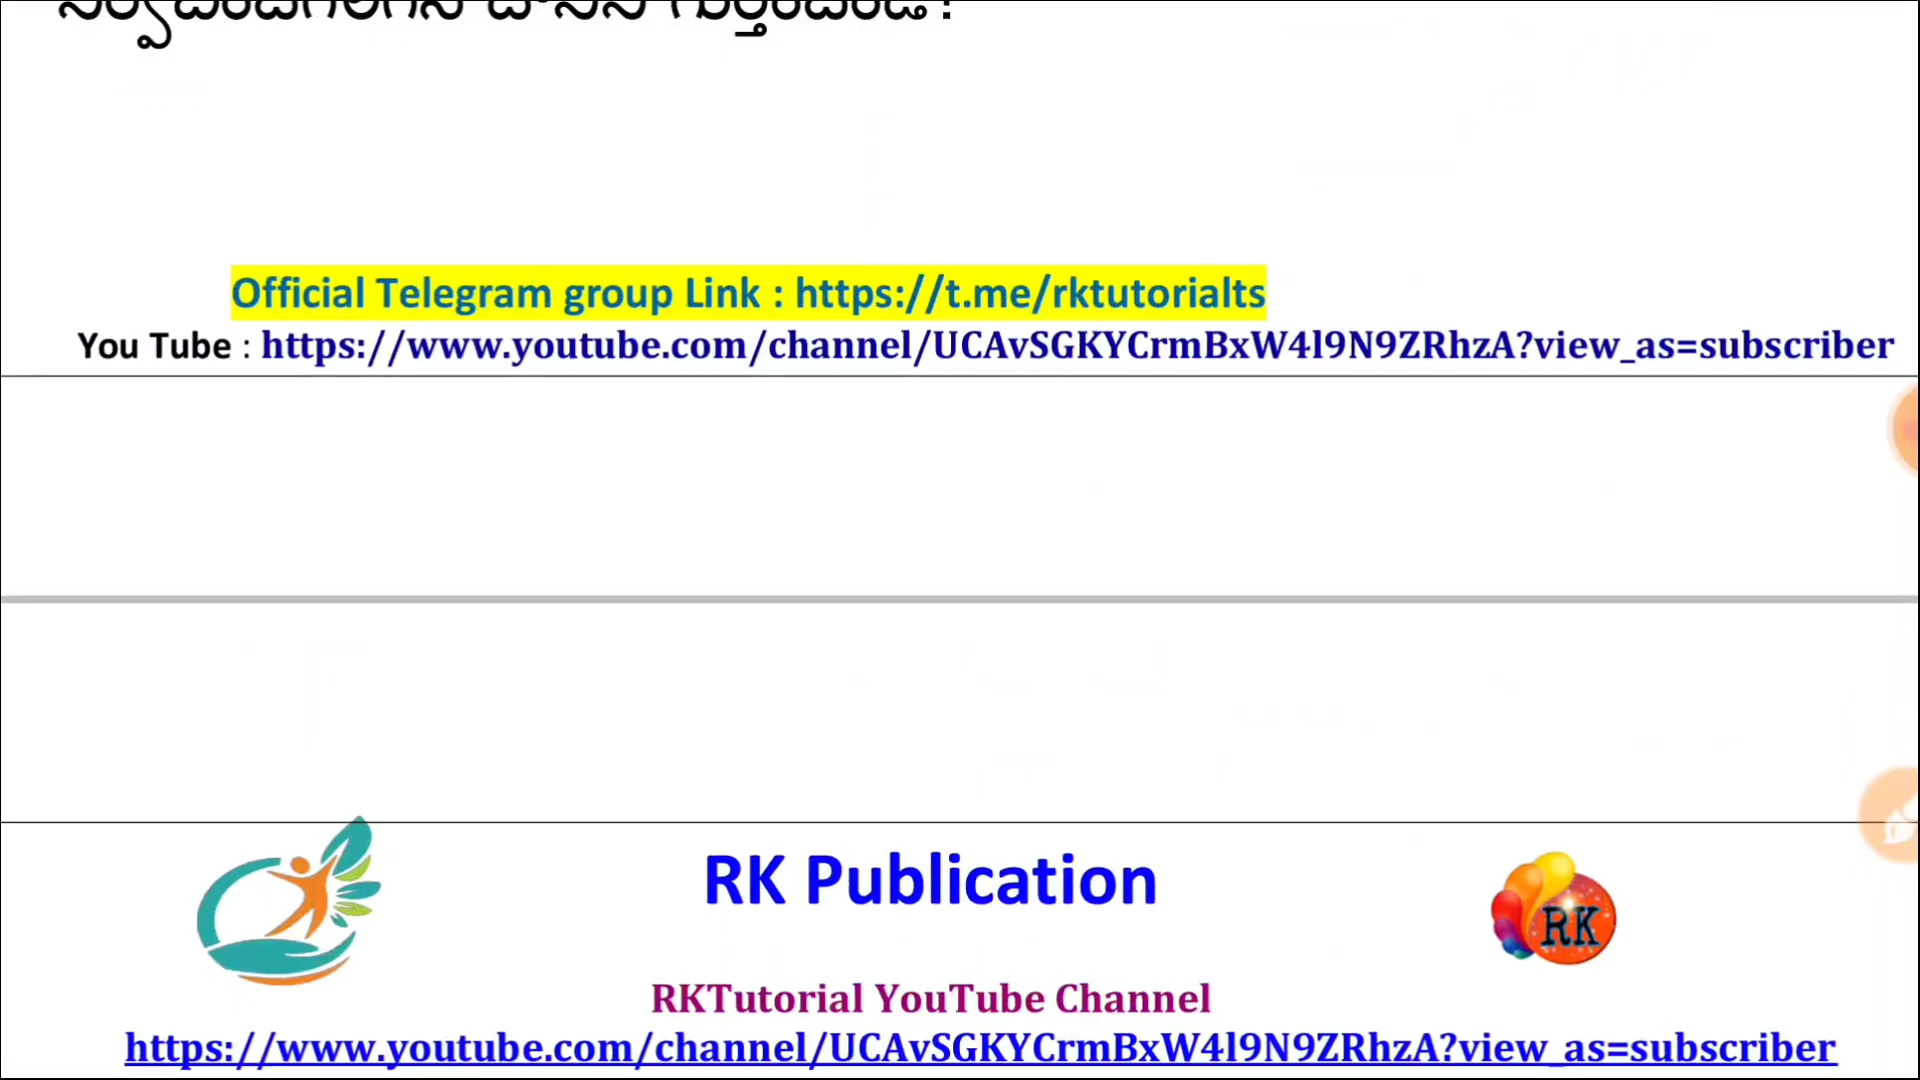 Official Telegram group Link : https://t.me/rktutorialts
You Tube : https://www.youtube.com/channel/UCAvSGKYCrmBxW4l9N9ZRhzA?view_as=subscriber
RK Publication
RK
RKTutorial YouTube Channel
https://www.youtube.com/channel/UCAvSGKYCrmBxW4l9N9ZRhzA?view_as=subscriber